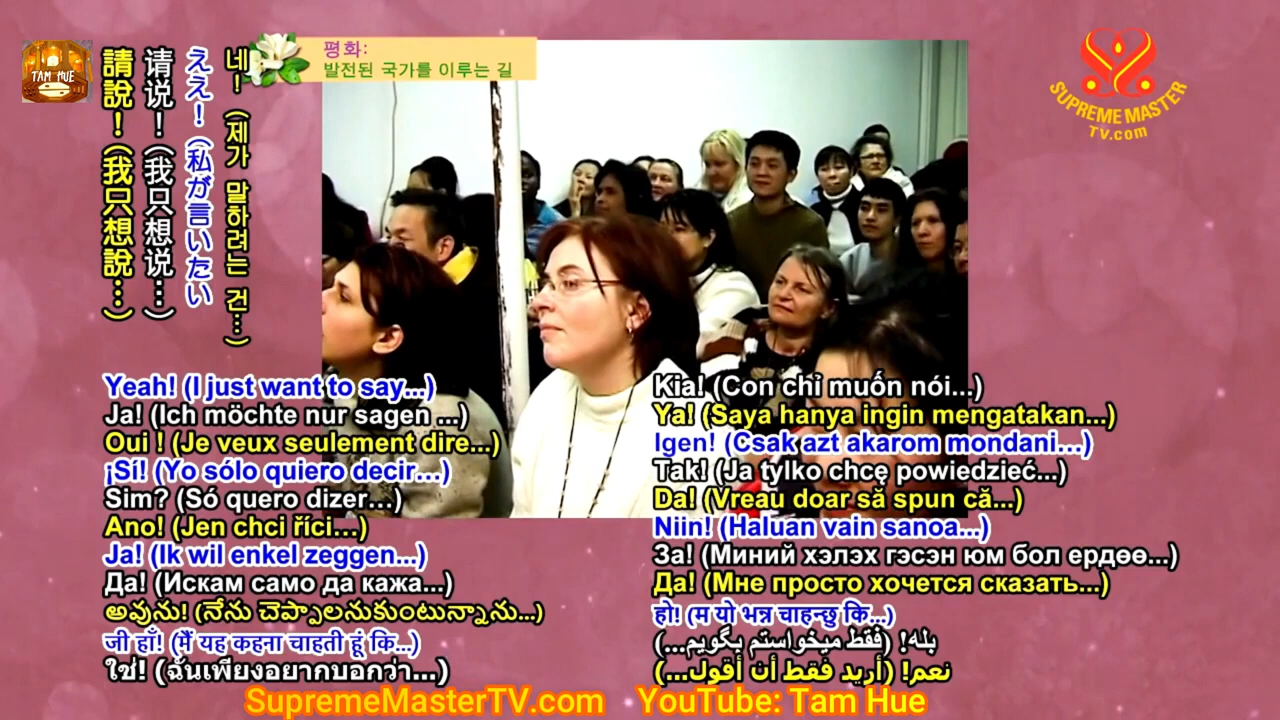 TAM HUE
평화:
발전된 국가를 이루는 길
SUPREME MASTER
TV.com
請說！（我只想說…）
请说！（我只想说…）
ええ！（私が言いたい
네！（제가 말하려는 건…）
Yeah! (I just want to say...)
Ja! (Ich möchte nur sagen ...)
Oui ! (Je veux seulement dire...)
¡Sí! (Yo sólo quiero decir…)
Sim? (Só quero dizer…)
Ano! (Jen chci říci…)
Ja! (Ik wil enkel zeggen...)
Да! (Искам само да кажа...)
అవును! (నేను చెప్పాలనుకుంటున్నాను...)
जी हाँ! (मैं यह कहना चाहती हूं कि...)
ใช่! (ฉันเพียงอยากบอกว่า...)
Kìa! (Con chỉ muốn nói...)
Ya! (Saya hanya ingin mengatakan...)
Igen! (Csak azt akarom mondani…)
Tak! (Ja tylko chcę powiedzieć...)
Da! (Vreau doar să spun că...)
Niin! (Haluan vain sanoa...)
За! (Миний хэлэх гэсэн юм бол ердөө...)
Да! (Мне просто хочется сказать...)
हो! (म यो भन्न चाहन्छु कि...)
بله! (فقط میخواستم بگویم...)
نعم! (أريد فقط أن أقول...)
SupremeMasterTV.com YouTube: Tam Hue